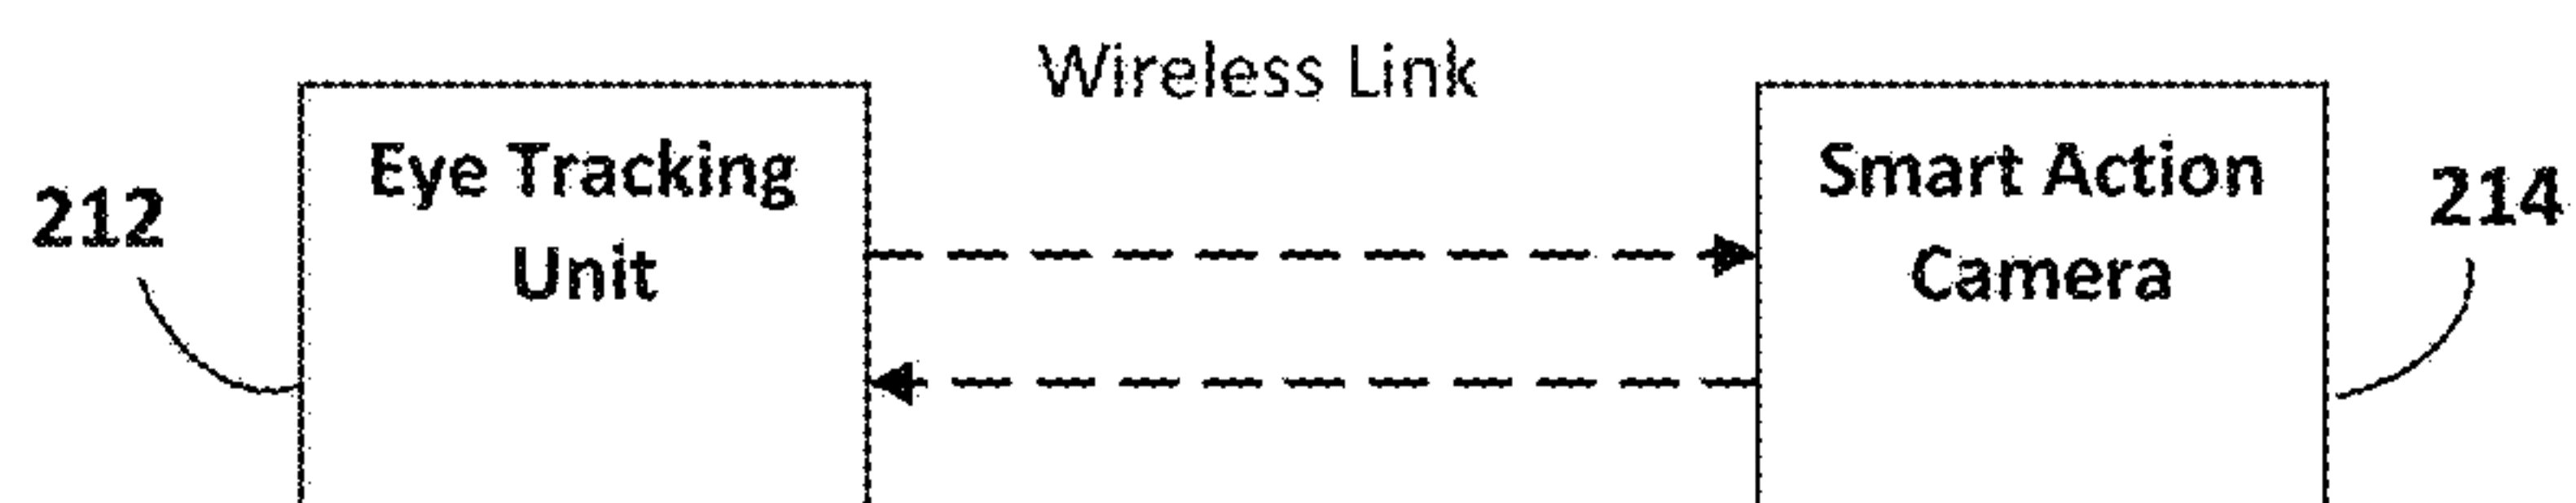 Wireless Link
Eye Tracking
Unit
Smart Action
Camera
212
214